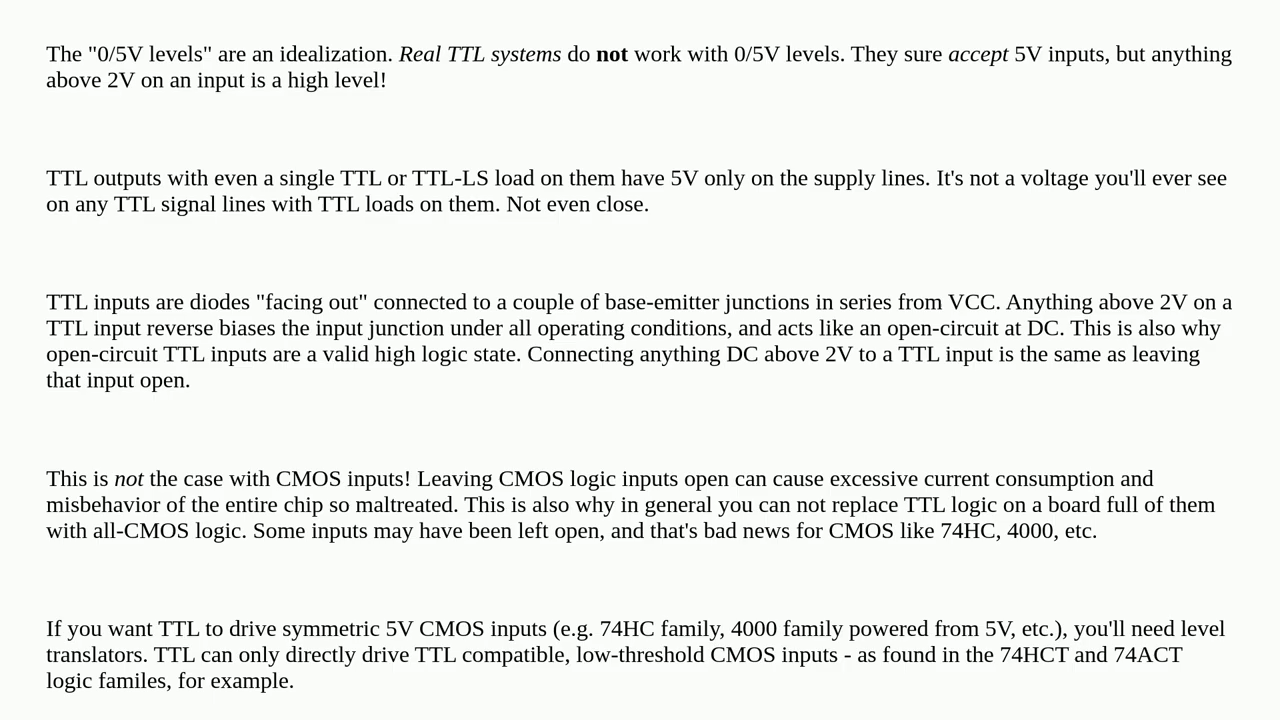 The "0/5V levels" are an idealization. Real TTL systems do not work with 0/5V levels. They sure accept 5V inputs, but anything
above 2V on an input is a high level!
TTL outputs with even a single TTL or TTL-LS load on them have 5V only on the supply lines. It's not a voltage you'll ever see
on any TTL signal lines with TTL loads on them. Not even close.
TTL inputs are diodes "facing out" connected to a couple of base-emitter junctions in series from VCC. Anything above 2V on a
TTL input reverse biases the input junction under all operating conditions, and acts like an open-circuit at DC. This is also why
open-circuit TTL inputs are a valid high logic state. Connecting anything DC above 2V to a TTL input is the same as leaving
that input open.
This is not the case with CMOS inputs! Leaving CMOS logic inputs open can cause excessive current consumption and
misbehavior of the entire chip so maltreated. This is also why in general you can not replace TTL logic on a board full of them
with all-CMOS logic. Some inputs may have been left open, and that's bad news for CMOS like 74HC, 4000, etc.
If you want TTL to drive symmetric 5V CMOS inputs (e.g. 74HC family, 4000 family powered from 5V, etc.), you'll need level
translators. TTL can only directly drive TTL compatible, low-threshold CMOS inputs - as found in the 74HCT and 74ACT
logic familes, for example.